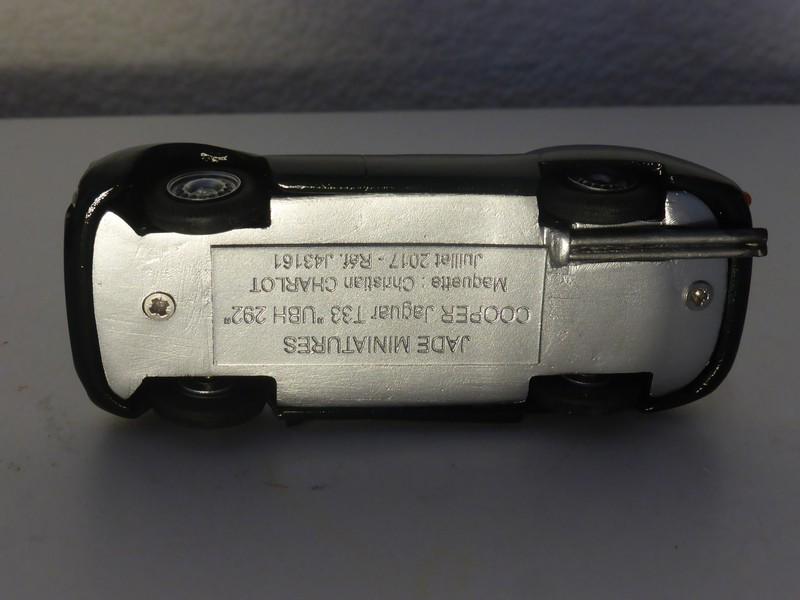 JADE MINIATURES
COOPER Jaguar T33 "UBH 292"
Maquette : Christian CHARLOT
Juillet 2017 - Réf. J43161